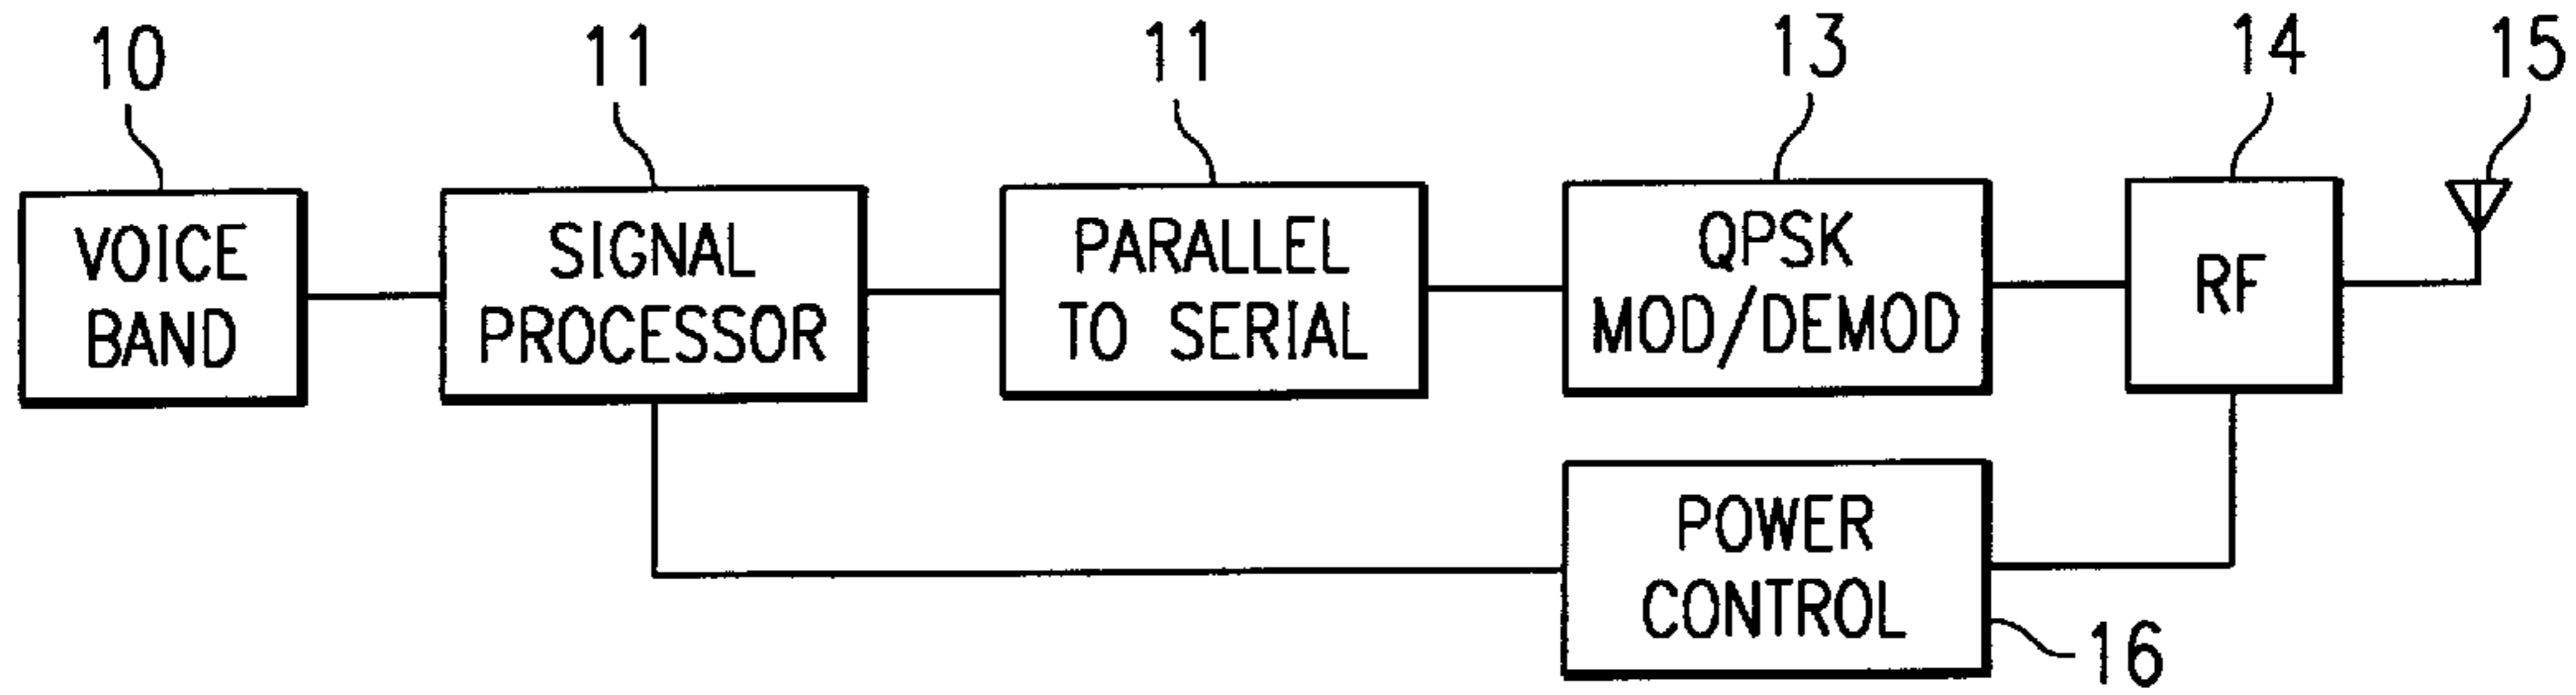 10
11
11
13
14
15
VOICE
BAND
SIGNAL
PROCESSOR
PARALLEL
TO SERIAL
QPSK
MOD/DEMOD
RF
POWER
CONTROL
16